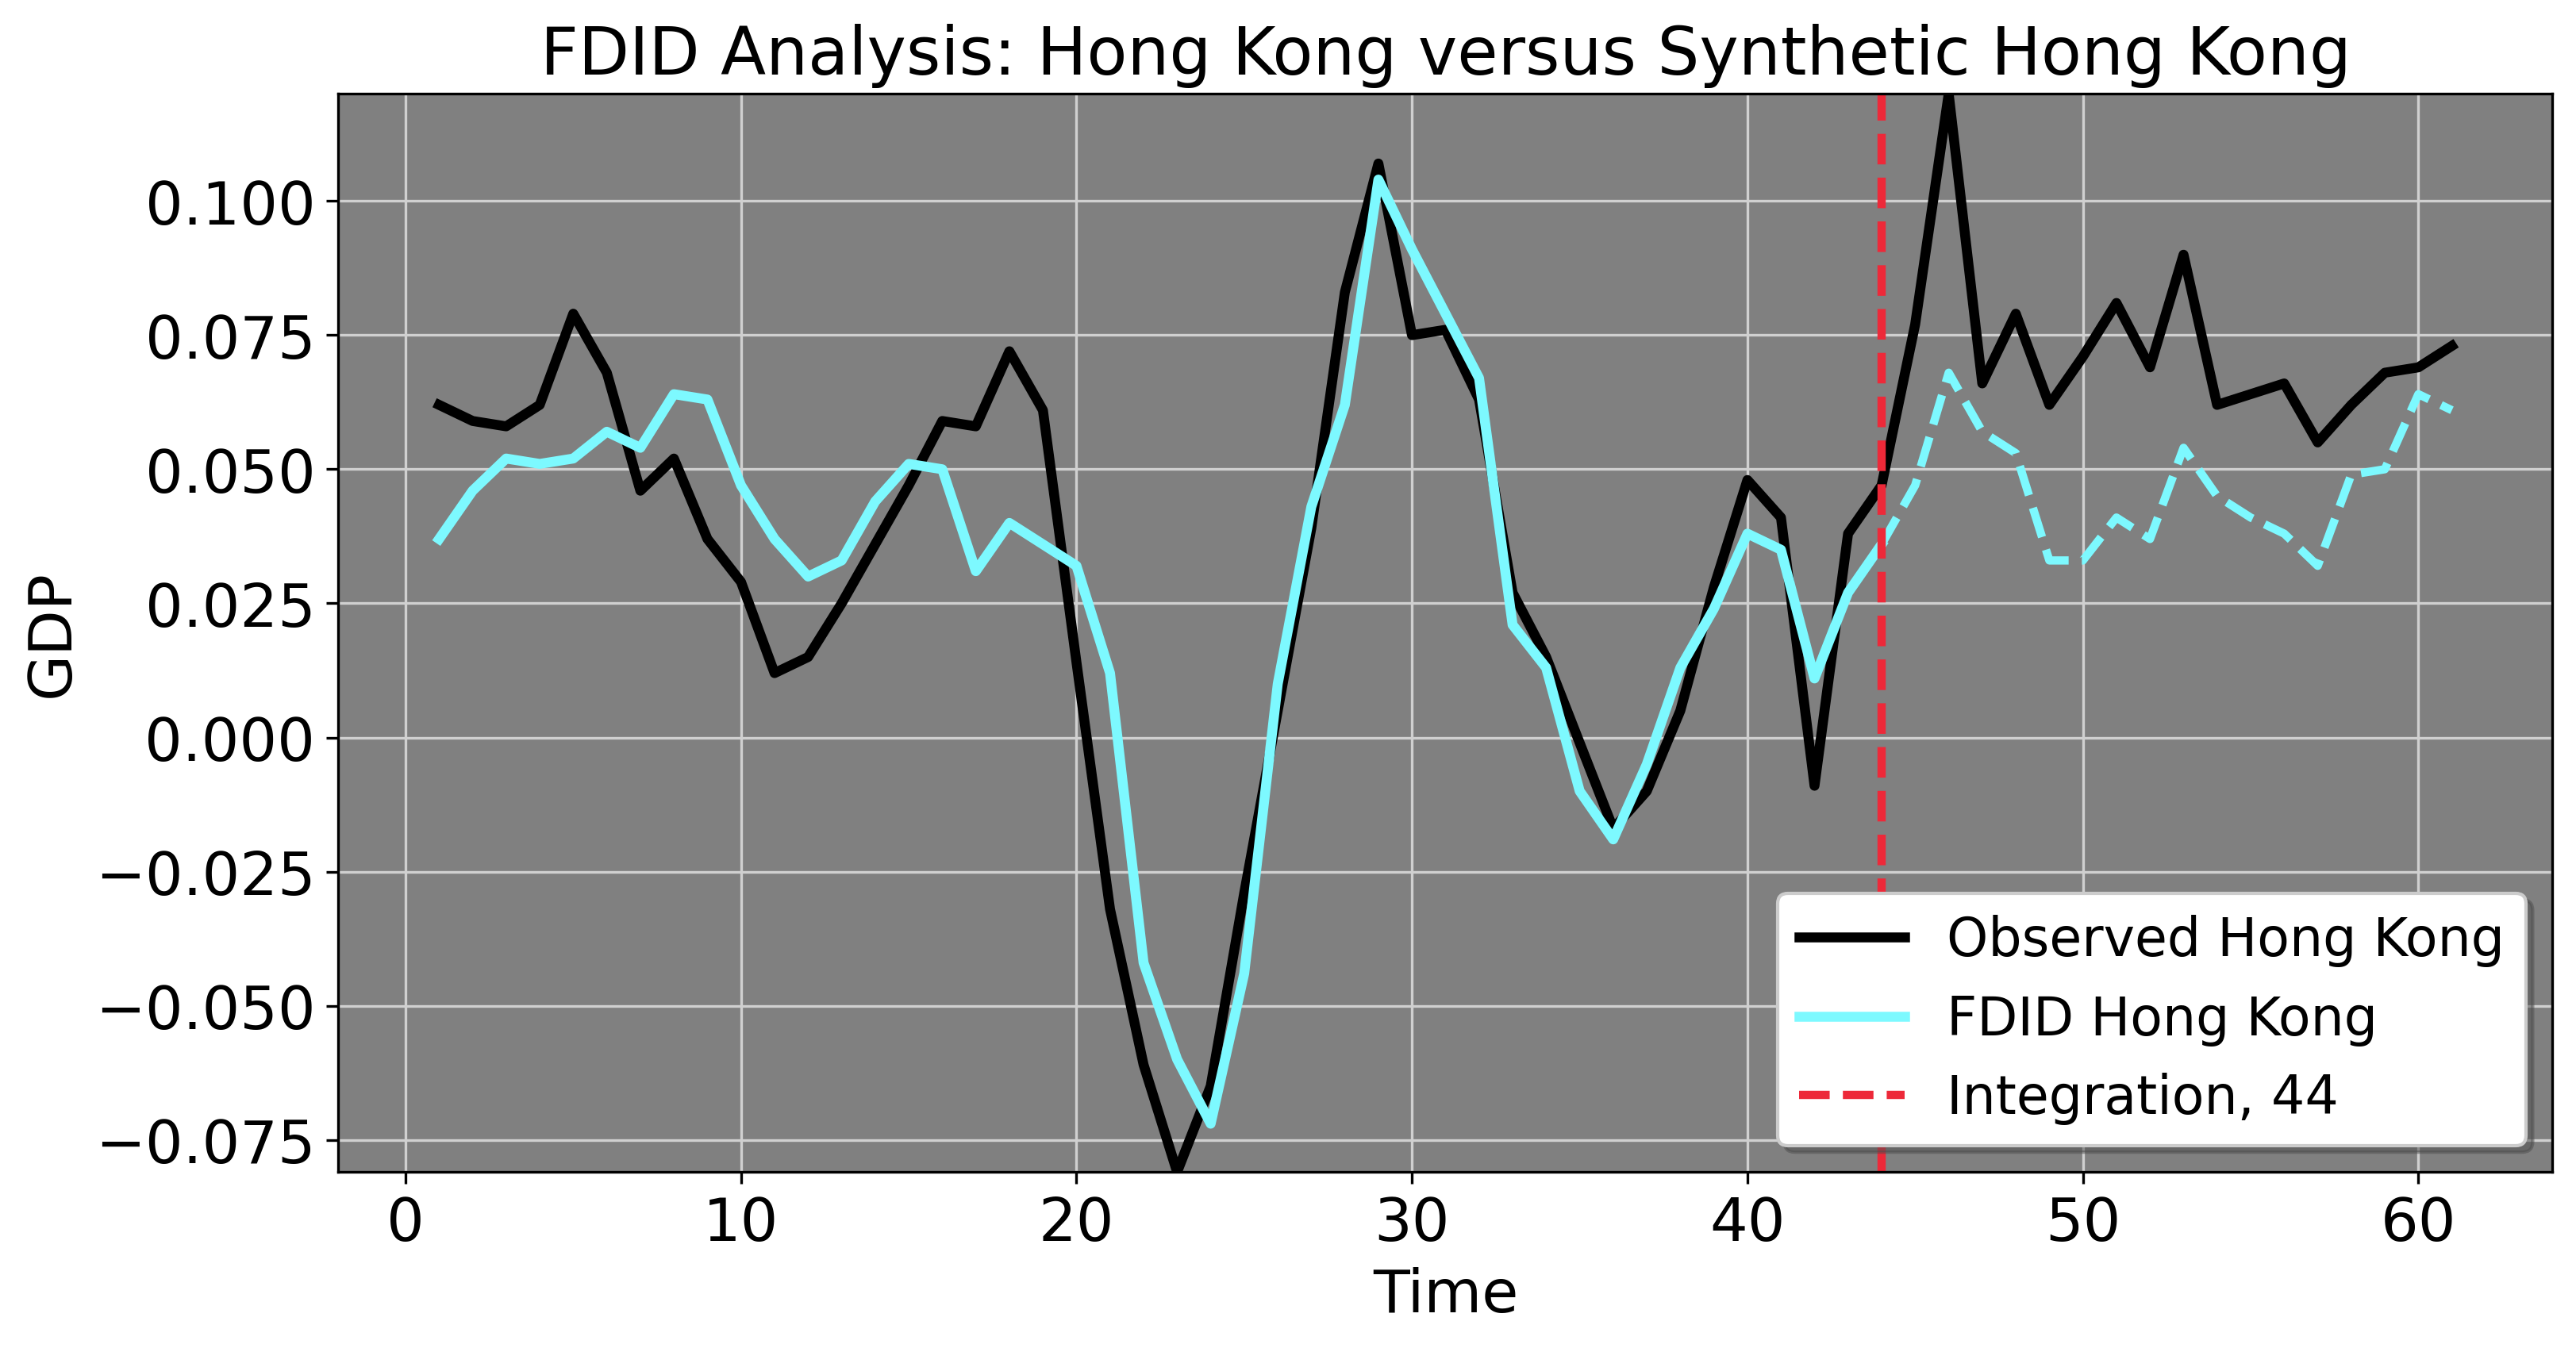 FDID Analysis: Hong Kong versus Synthetic Hong Kong
GDP
0.100
0.075
0.050
0.025
0.000
−0.025
−0.050
−0.075
0 10 20 30 40 50 60
Time
Observed Hong Kong
FDID Hong Kong
Integration, 44